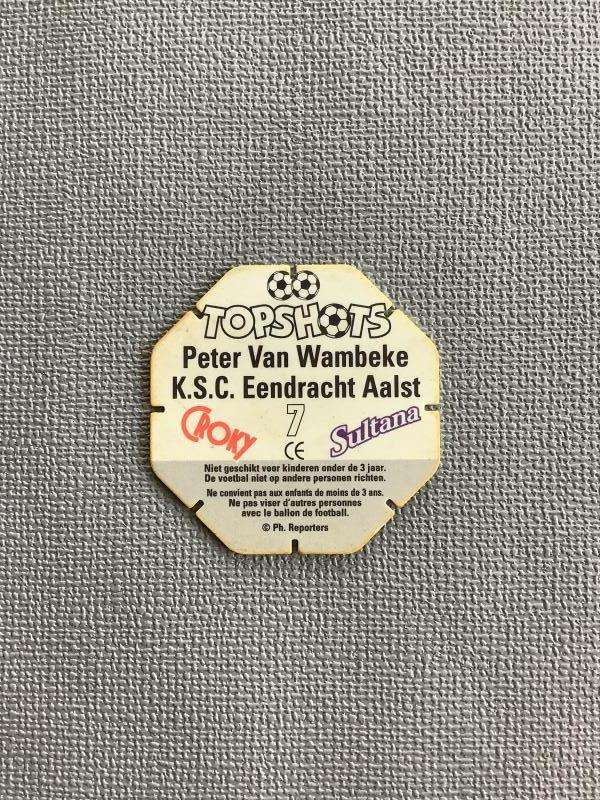 TOPSHOTS
Peter Van Wambeke
K.S.C. Eendracht Aalst
CROKY 7 Sultana
CE
Niet geschikt voor kinderen onder de 3 jaar.
De voetbal niet op andere personen richten.
Ne convient pas aux enfants de moins de 3 ans.
Ne pas viser d'autres personnes
avec le ballon de football.
© Ph. Reporters